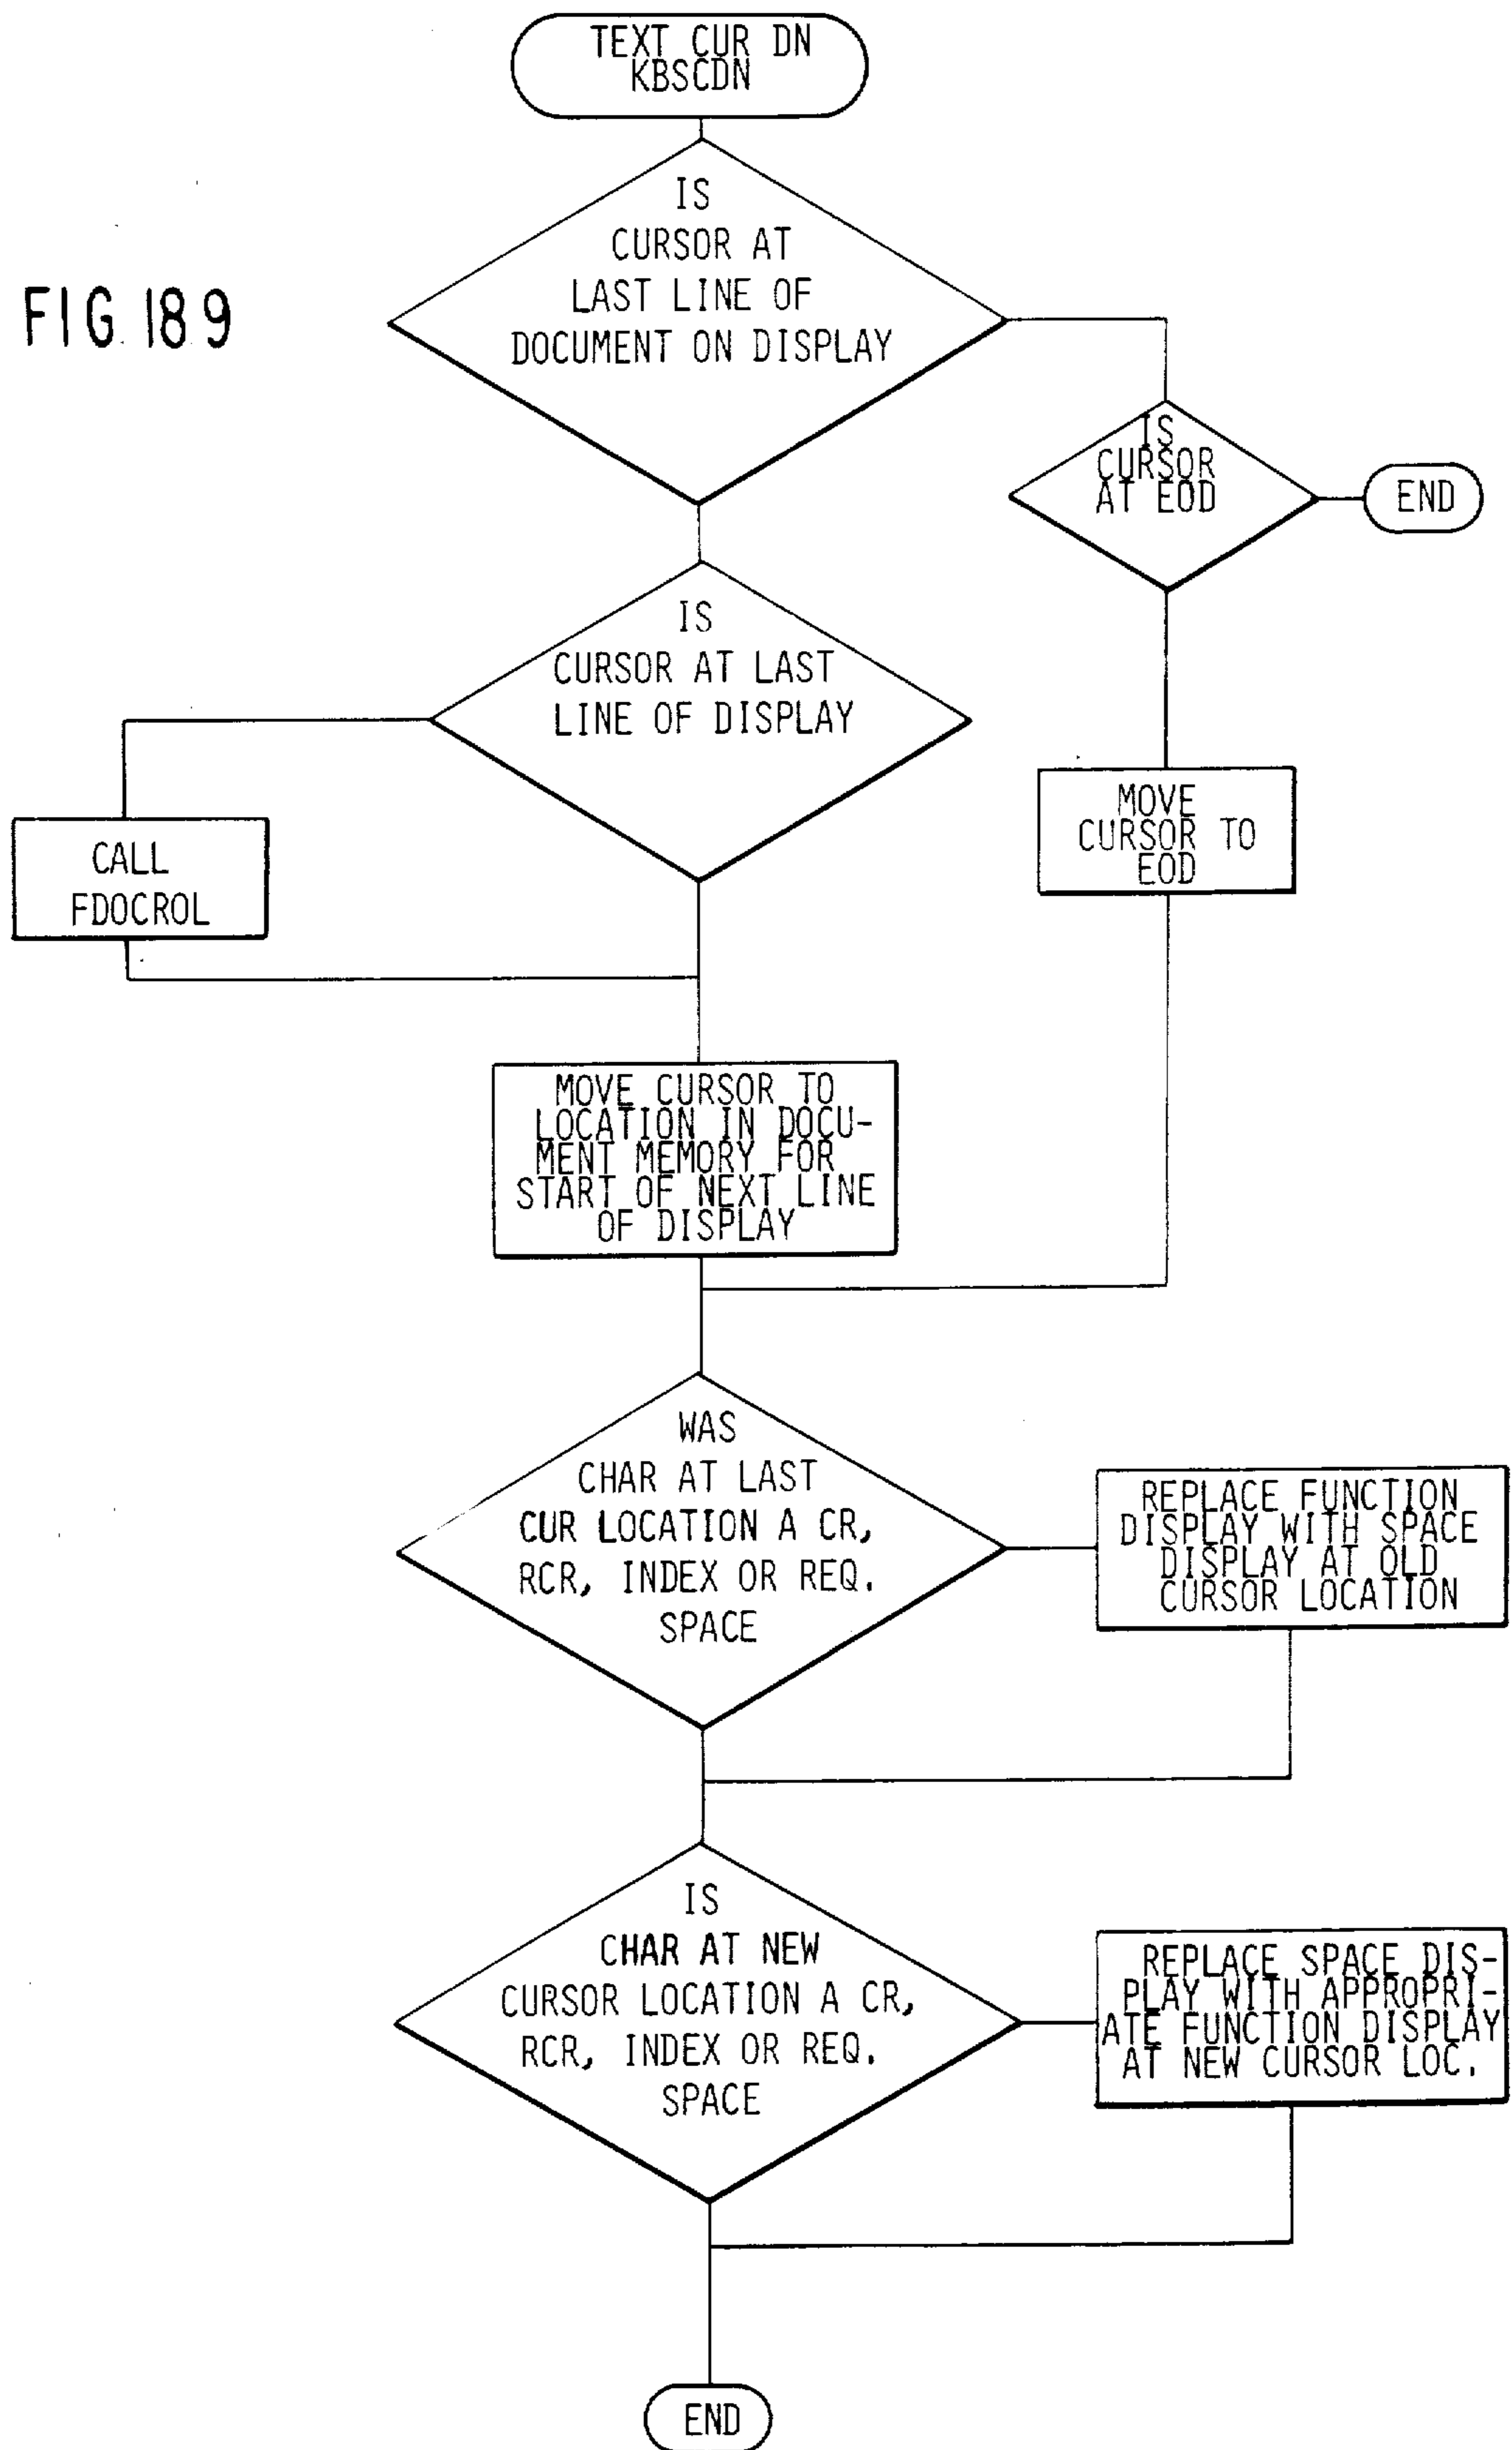 TEXT CUR DN
KBSCDN
IS
CURSOR AT
LAST LINE OF
DOCUMENT ON DISPLAY
FIG. 189
IS
CURSOR
AT EOD
END
IS
CURSOR AT LAST
LINE OF DISPLAY
MOVE
CURSOR TO
EOD
CALL
FDOCROL
MOVE CURSOR TO
LOCATION IN DOCU-
MENT MEMORY FOR
START OF NEXT LINE
OF DISPLAY
WAS
CHAR AT LAST
CUR LOCATION A CR,
RCR, INDEX OR REQ.
SPACE
REPLACE FUNCTION
DISPLAY WITH SPACE
DISPLAY AT OLD
CURSOR LOCATION
IS
CHAR AT NEW
CURSOR LOCATION A CR,
RCR, INDEX OR REQ.
SPACE
REPLACE SPACE DIS-
PLAY WITH APPROPRI-
ATE FUNCTION DISPLAY
AT NEW CURSOR LOC.
END